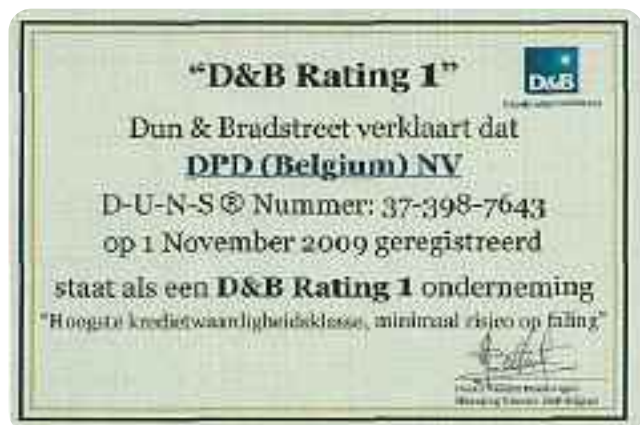 “D&B Rating 1”
D&B
Dun & Bradstreet verklaart dat
DPD (Belgium) NV
D-U-N-S ® Nummer: 37-398-7643
op 1 November 2009 geregistreerd
staat als een D&B Rating 1 onderneming
"Hoogste kredietwaardigheidsklasse, minimaal risico op faling"